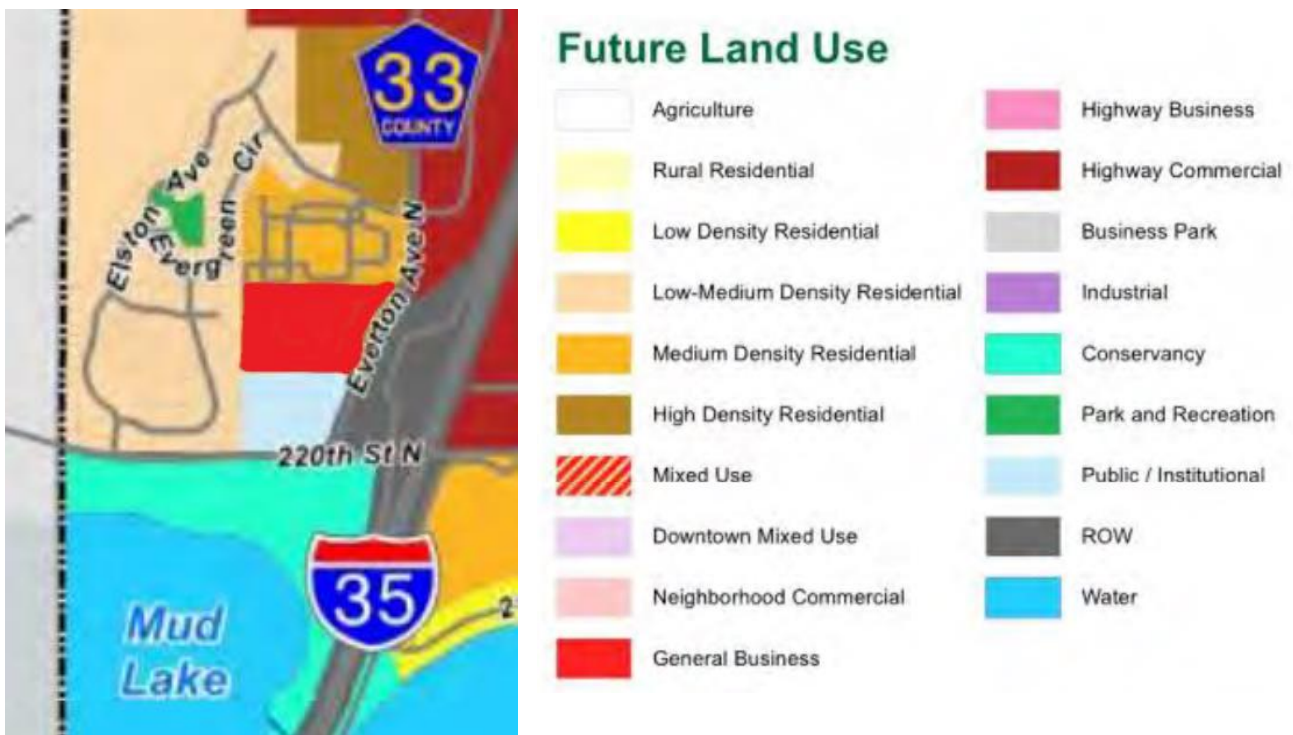 33
COUNTY
Elston Ave
Evergreen Cir
Everton Ave N
220th St N
35
Mud
Lake
2
Future Land Use
Agriculture
Rural Residential
Low Density Residential
Low-Medium Density Residential
Medium Density Residential
High Density Residential
Mixed Use
Downtown Mixed Use
Neighborhood Commercial
General Business
Highway Business
Highway Commercial
Business Park
Industrial
Conservancy
Park and Recreation
Public / Institutional
ROW
Water